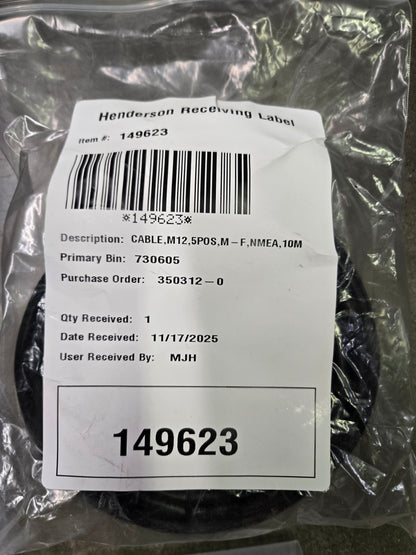 Henderson Receiving Label
Item #: 149623
*149623*
Description: CABLE,M12,5POS,M-F,NMEA,10M
Primary Bin: 730605
Purchase Order: 350312-0
Qty Received: 1
Date Received: 11/17/2025
User Received By: MJH
149623